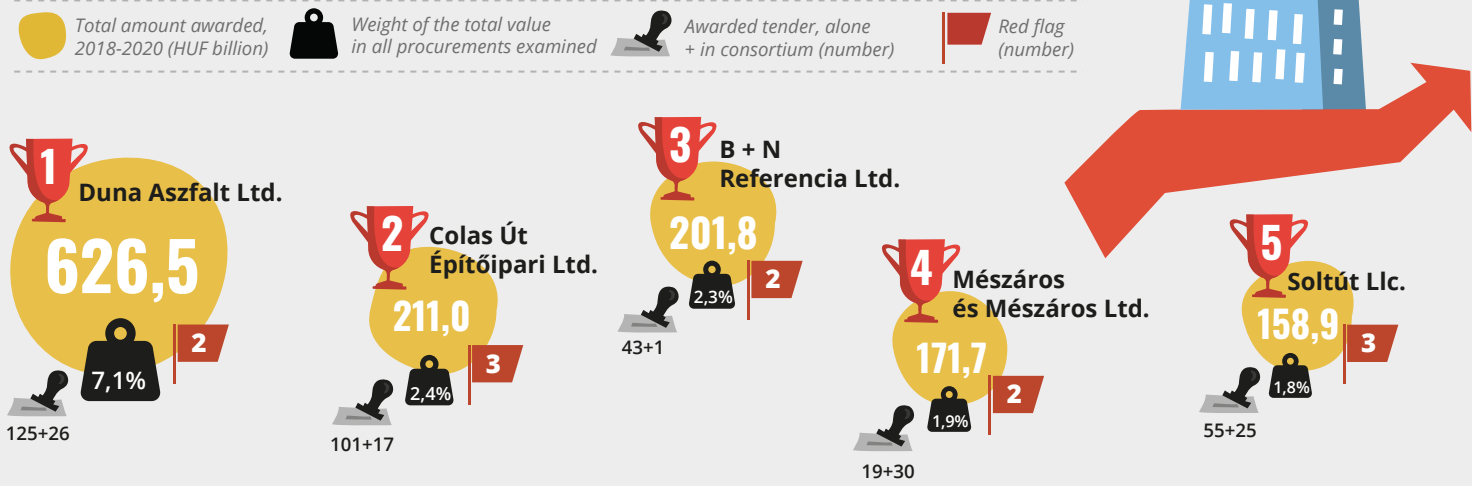 Total amount awarded,
2018-2020 (HUF billion)
Weight of the total value
in all procurements examined
Awarded tender, alone
+ in consortium (number)
Red flag
(number)
1
Duna Aszfalt Ltd.
626,5
7,1%
2
125+26
2
Colas Út
Építőipari Ltd.
211,0
2,4%
3
101+17
3
B + N
Referencia Ltd.
201,8
2,3%
2
43+1
4
Mészáros
és Mészáros Ltd.
171,7
1,9%
2
19+30
5
Soltút Llc.
158,9
1,8%
3
55+25